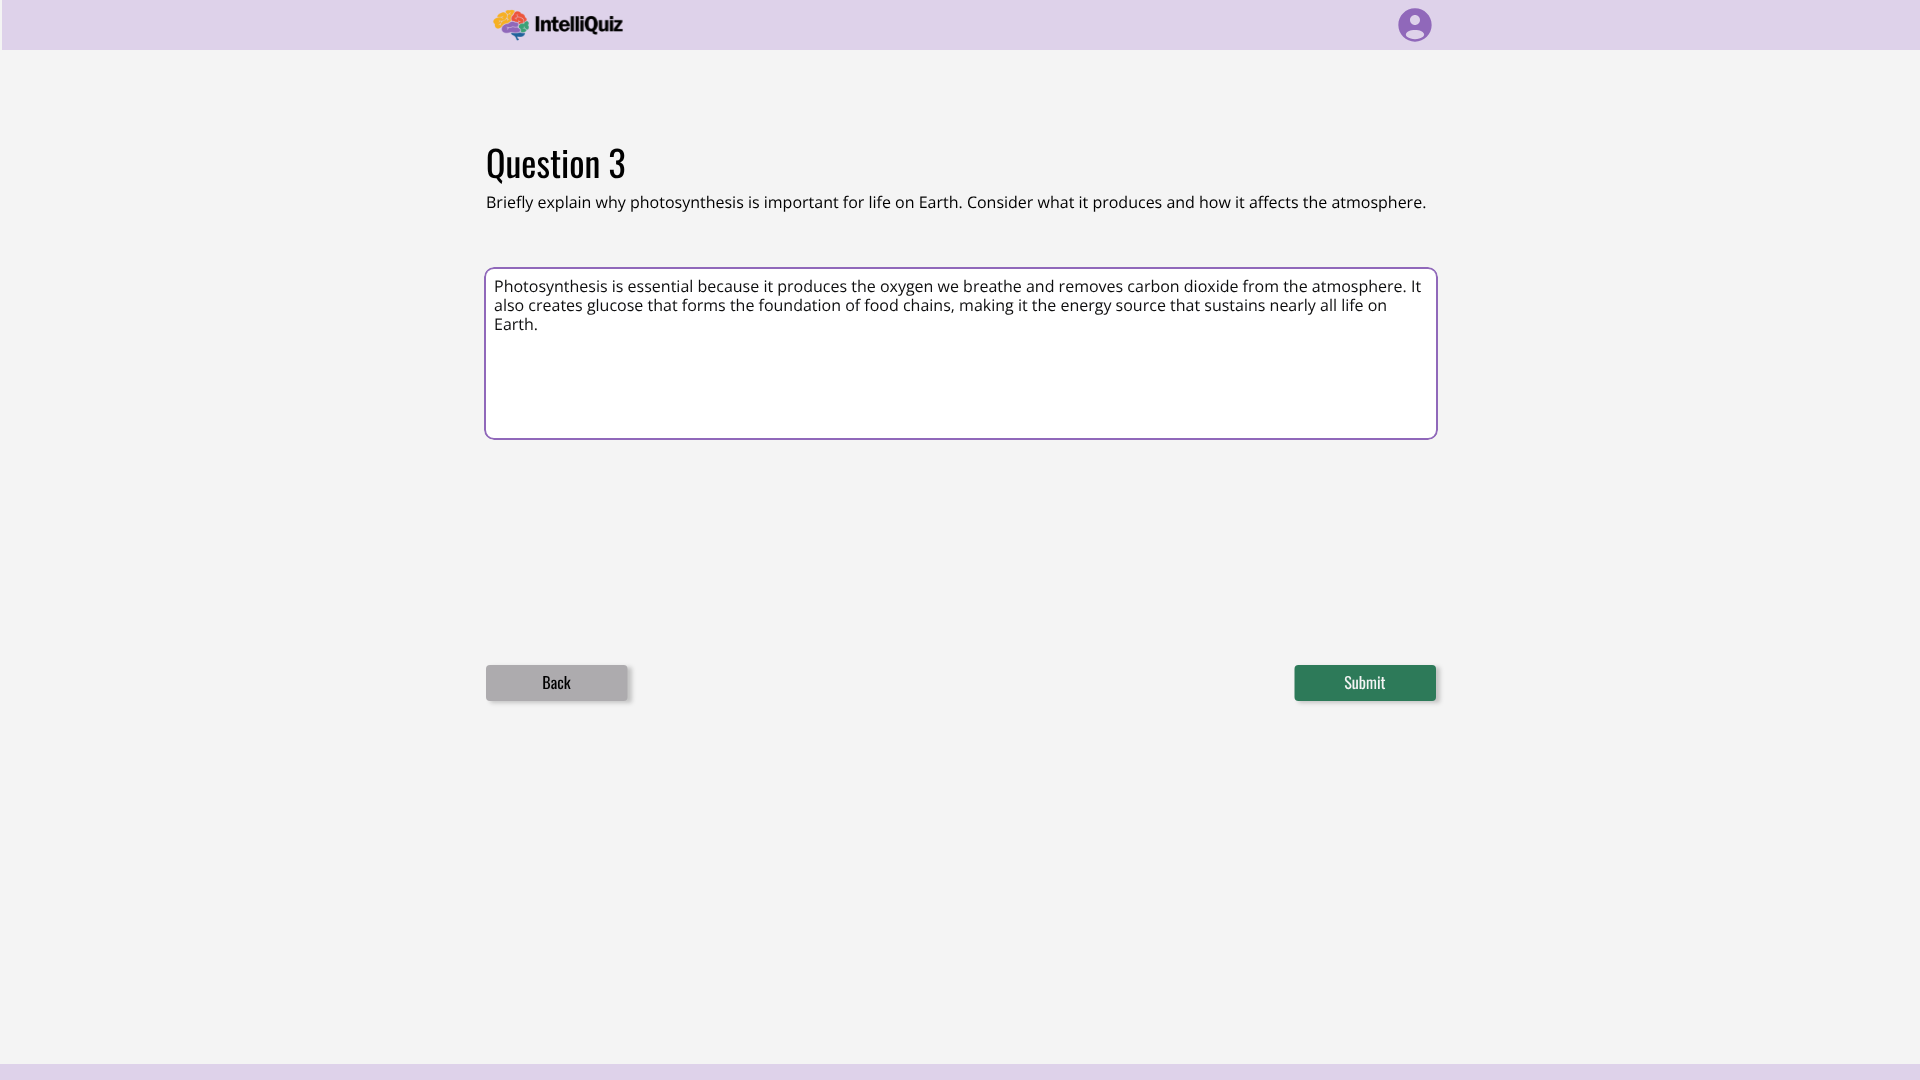 IntelliQuiz
Question 3
Briefly explain why photosynthesis is important for life on Earth. Consider what it produces and how it affects the atmosphere.
Photosynthesis is essential because it produces the oxygen we breathe and removes carbon dioxide from the atmosphere. It
also creates glucose that forms the foundation of food chains, making it the energy source that sustains nearly all life on
Earth.
Back
Submit